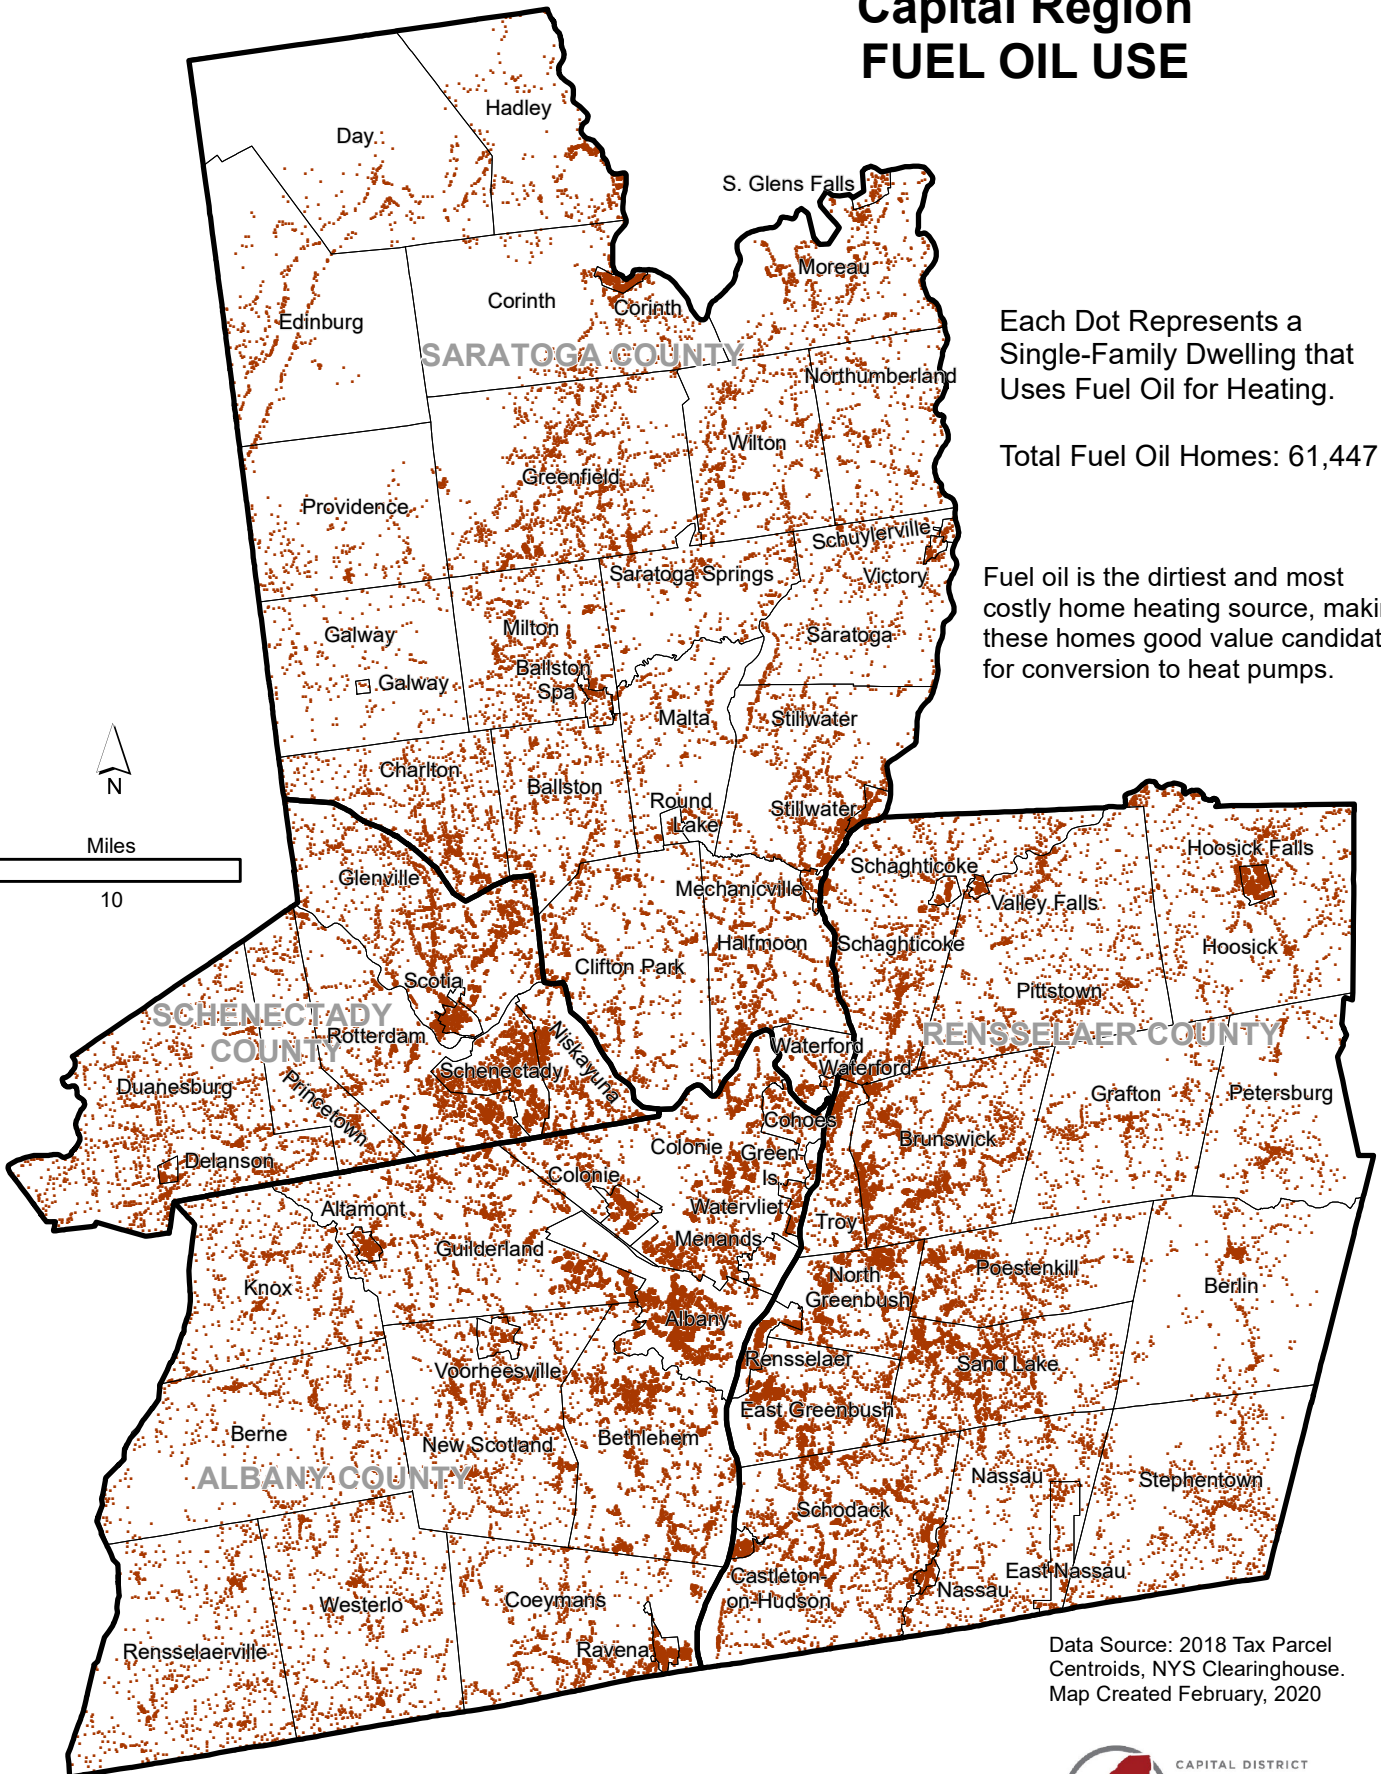 Capital Region
FUEL OIL USE
Hadley
Day
S. Glens Falls
Moreau
Corinth
Corinth
Edinburg
SARATOGA COUNTY
Northumberland
Wilton
Greenfield
Providence
Each Dot Represents a
Single-Family Dwelling that
Uses Fuel Oil for Heating.
Total Fuel Oil Homes: 61,447
Schuylerville
Saratoga Springs
Victory
Galway
Milton
Saratoga
Ballston
Spa
Galway
Malta
Stillwater
Fuel oil is the dirtiest and most
costly home heating source,
these homes good value
for conversion to heat pumps.
N
Miles
10
Charlton
Ballston
Round
Lake
Stillwater
Glenville
Mechanicville
Schaghticoke
Hoosick Falls
Valley Falls
Halfmoon
Schaghticoke
Hoosick
Clifton Park
Scotia
Pittstown
SCHENECTADY
COUNTY
Rotterdam
RENSSELAER COUNTY
Niskayuna
Waterford
Waterford
Schenectady
Duanesburg
Princetown
Grafton
Petersburg
Cohoes
Brunswick
Delanson
Colonie
Green
Is.
Colonie
Altamont
Watervliet
Troy
Menands
Guilderland
Knox
North
Greenbush
Poestenkill
Berlin
Albany
Rensselaer
Sand Lake
Voorheesville
East Greenbush
Berne
New Scotland
Bethlehem
ALBANY COUNTY
Nassau
Stephentown
Schodack
Castleton-
on-Hudson
East Nassau
Nassau
Westerlo
Coeymans
Rensselaerville
Ravena
Data Source: 2018 Tax Parcel
Centroids, NYS Clearinghouse.
Map Created February, 2020
CAPITAL DISTRICT